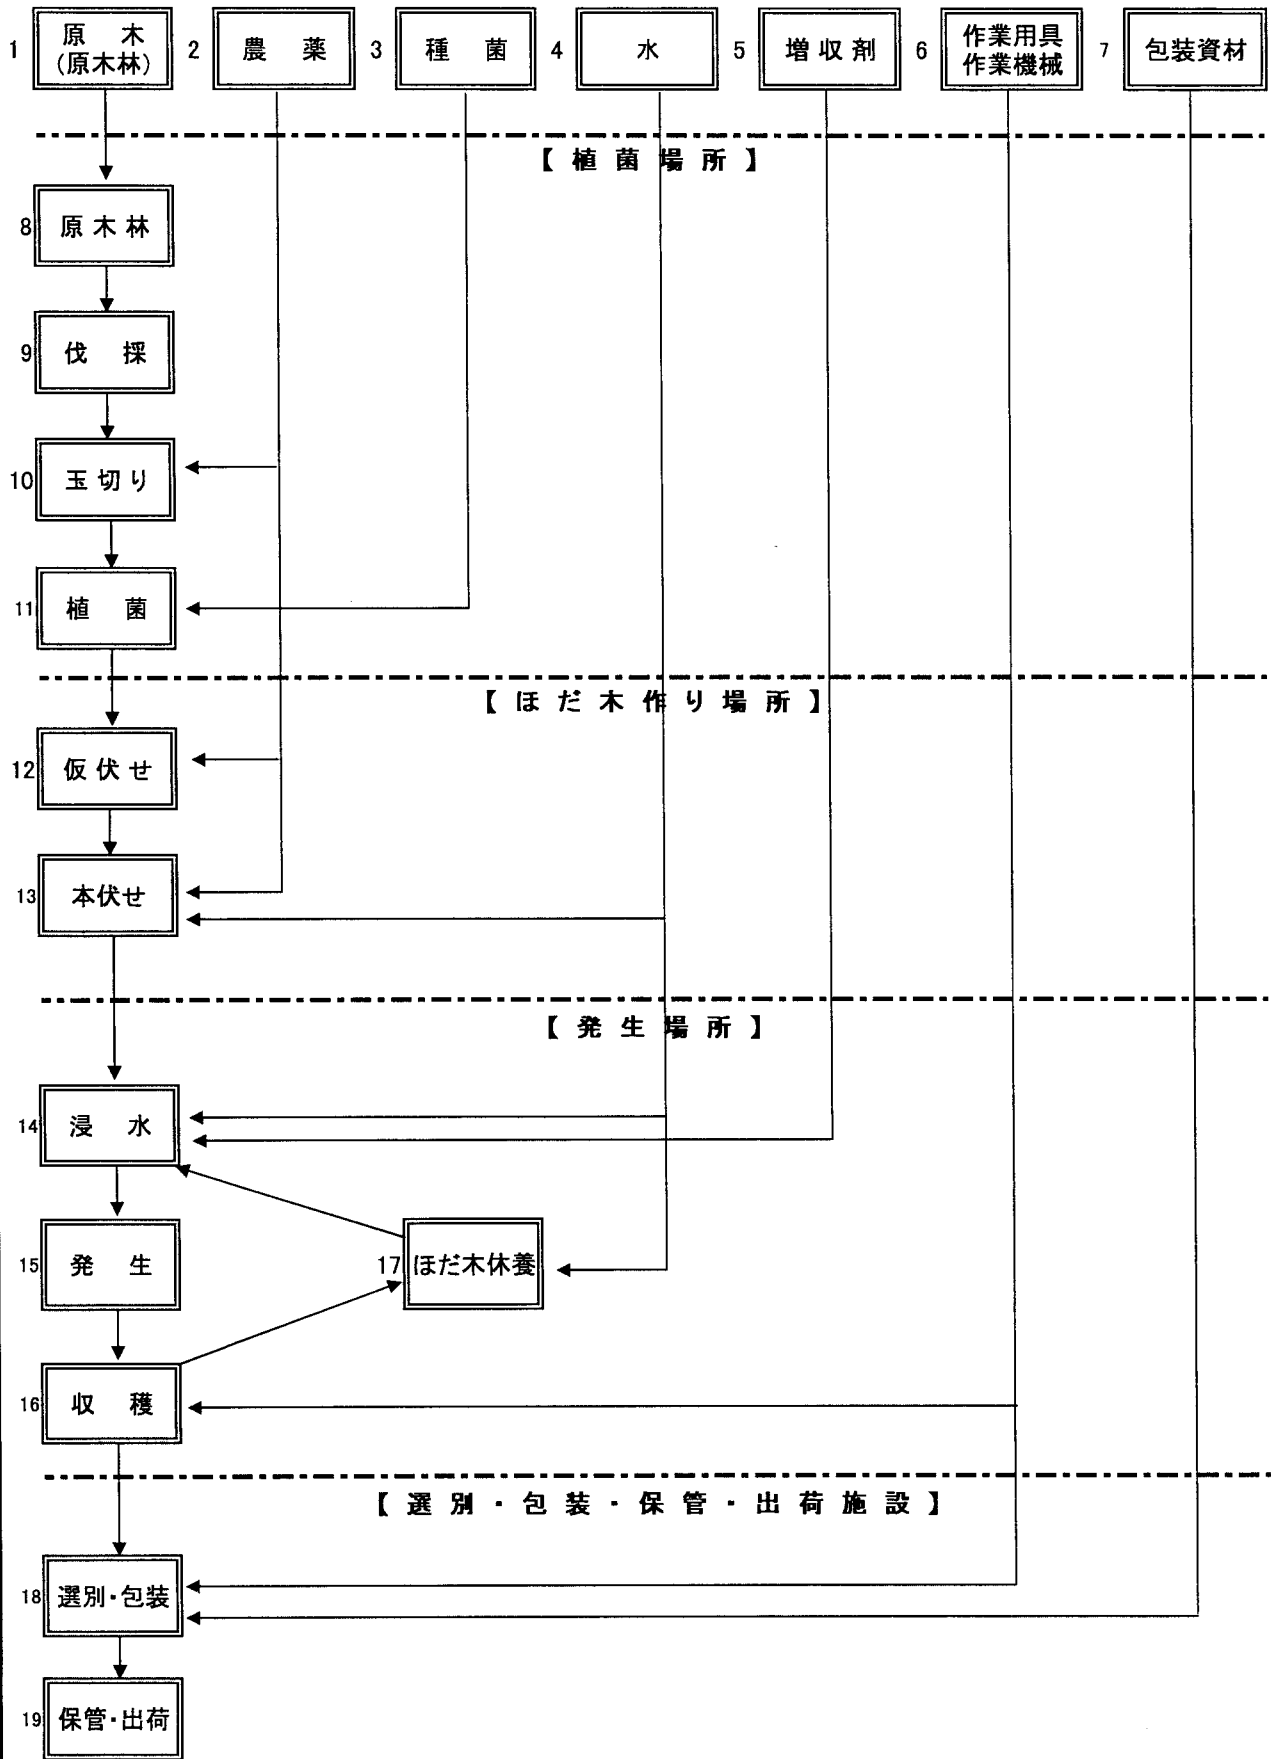 1 原 木
(原木林)
2 農 薬
3 種 菌
4 水
5 増 収 剤
6 作業用具
作業機械
7 包装資材
【 植 菌 場 所 】
8 原 木 林
9 伐 採
10 玉 切 り
11 植 菌
【 ほ だ 木 作 り 場 所 】
12 仮 伏 せ
13 本伏せ
【 発 生 場 所 】
14 浸 水
15 発 生
17 ほだ木休養
16 収 穫
【 選 別 ・ 包 装 ・ 保 管 ・ 出 荷 施 設 】
18 選別・包装
19 保管・出荷